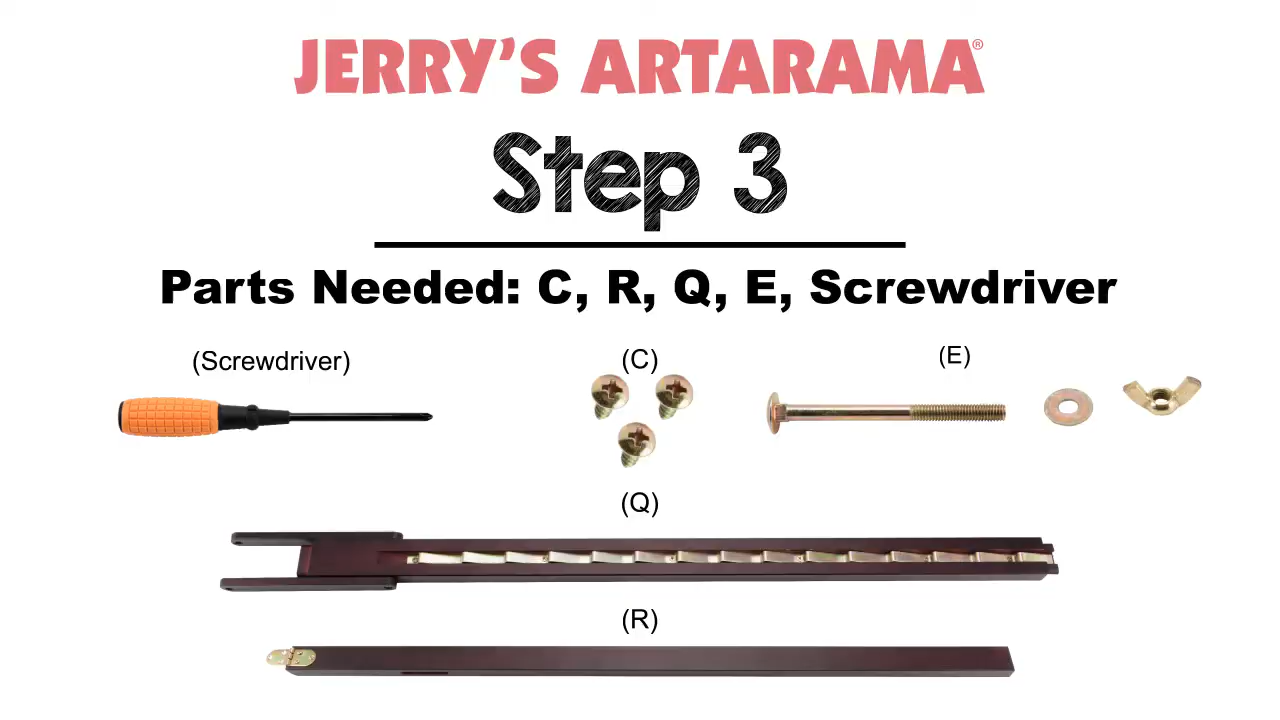 JERRY'S ARTARAMA®
Step 3
Parts Needed: C, R, Q, E, Screwdriver
(Screwdriver)
(C)
(E)
(Q)
(R)